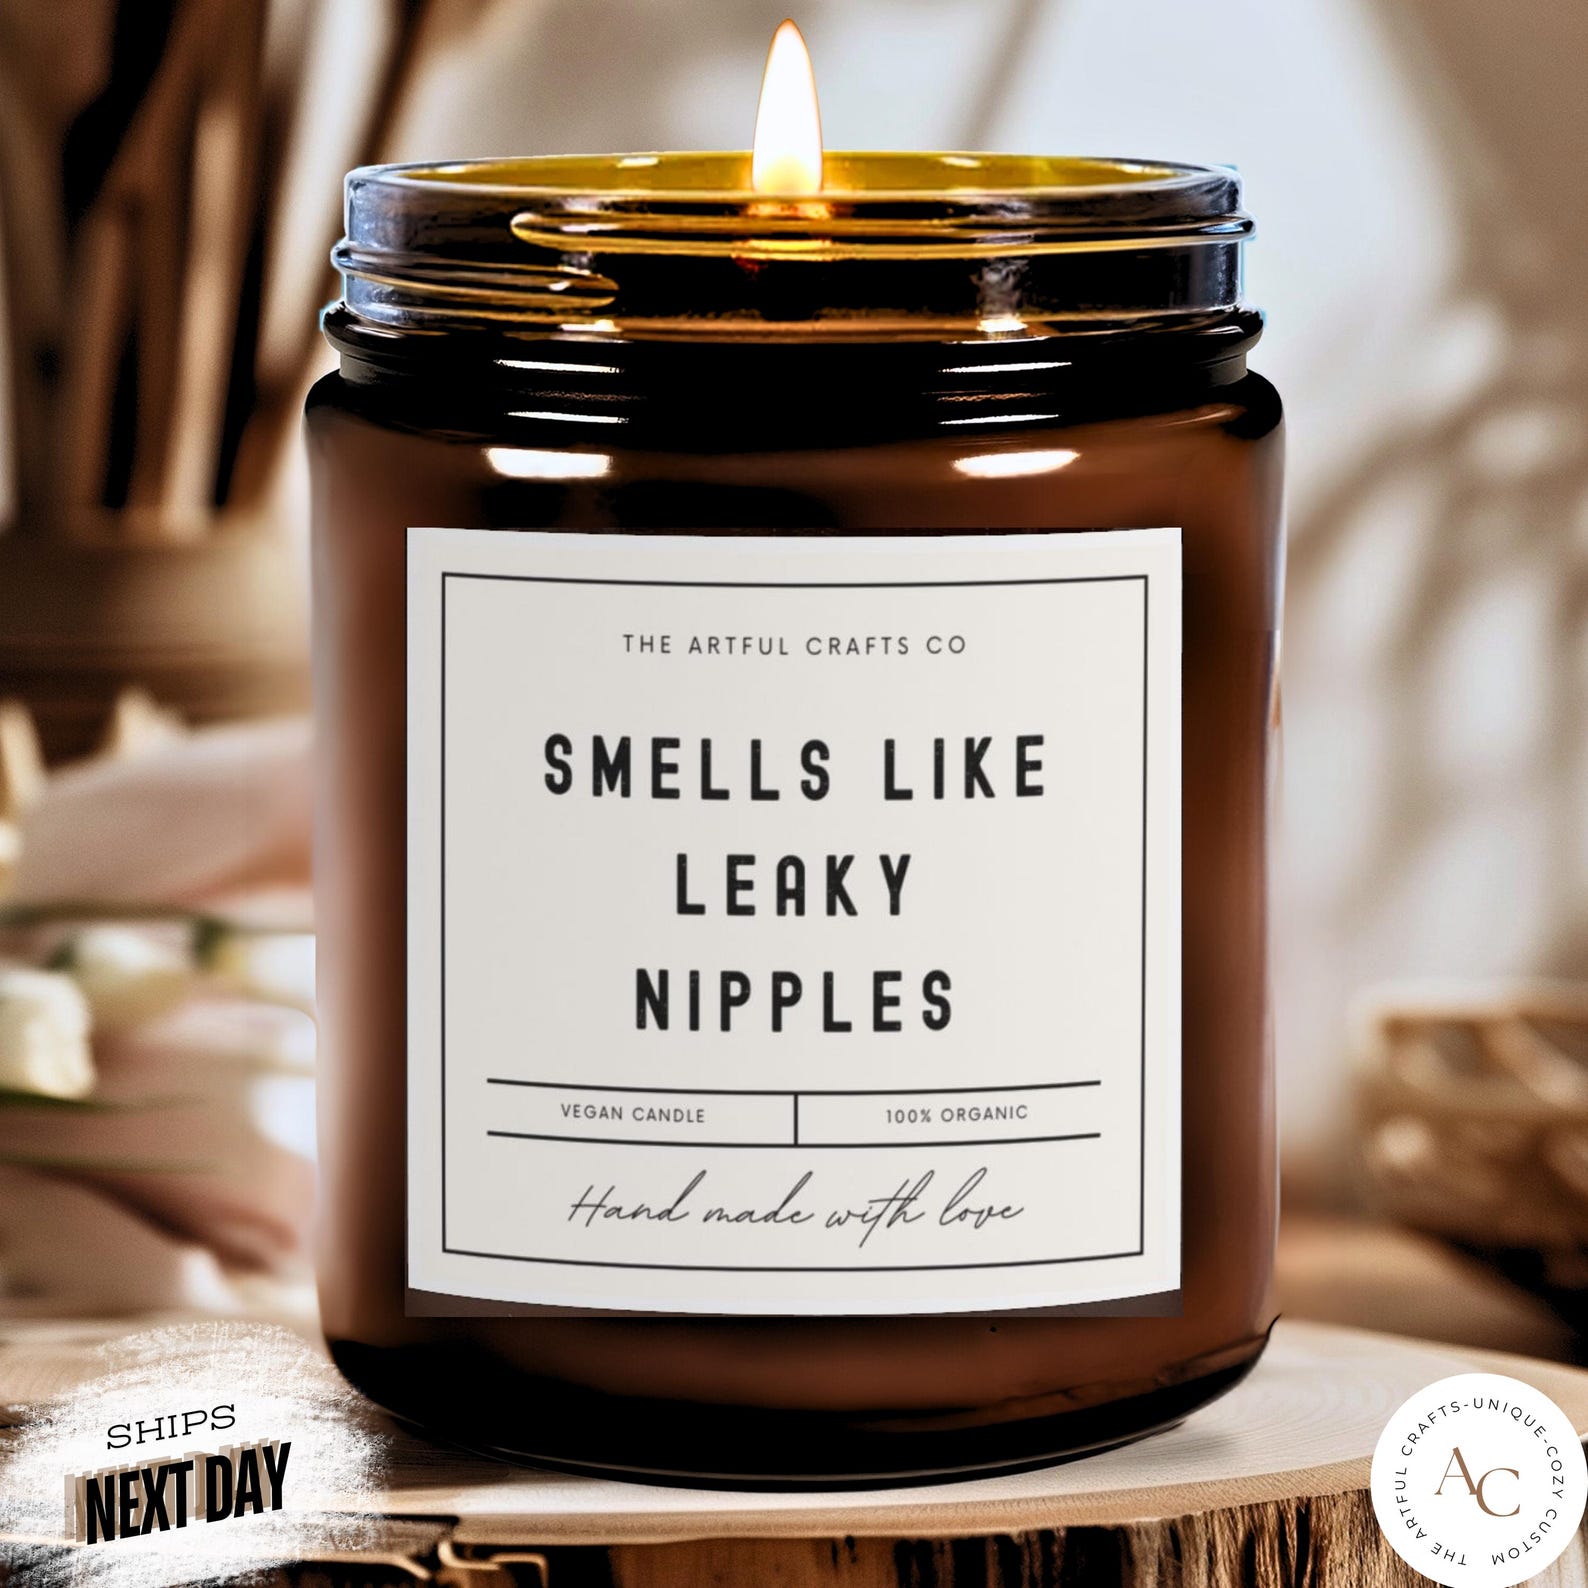 THE ARTFUL CRAFTS CO
SMELLS LIKE
LEAKY
NIPPLES
VEGAN CANDLE
100% ORGANIC
Hand made with love
SHIPS
NEXT DAY
THE ARTFUL CRAFTS-UNIQUE-COZY CUSTOM
AC